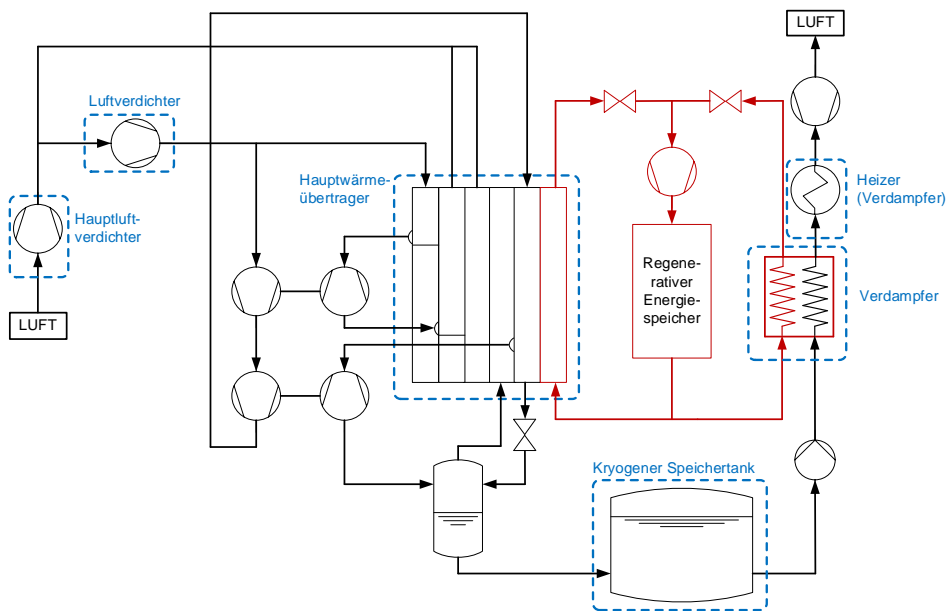 LUFT
Luftverdichter
Hauptwärme-
übertrager
Heizer
(Verdampfer)
Hauptluft-
verdichter
Regene-
rativer
Energie-
speicher
Verdampfer
LUFT
Kryogener Speichertank